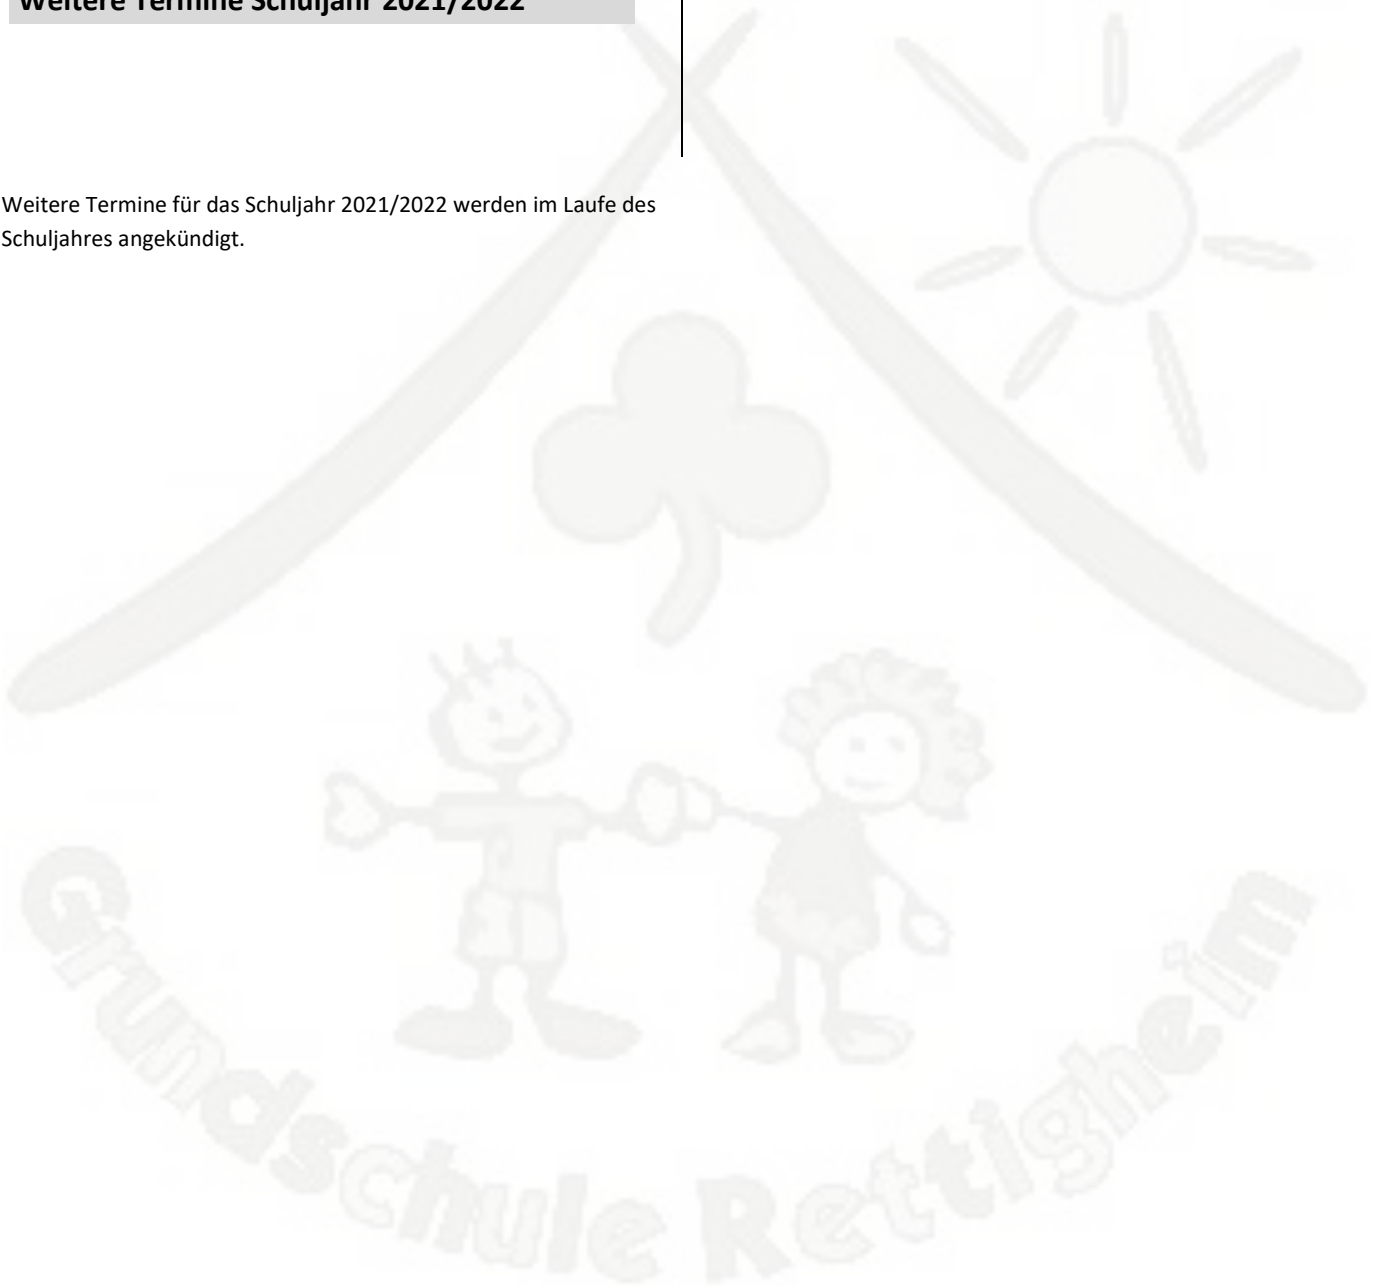 Weitere Termine Schuljahr 2021/2022
Weitere Termine für das Schuljahr 2021/2022 werden im Laufe des
Schuljahres angekündigt.
Grundschule Rettigheim